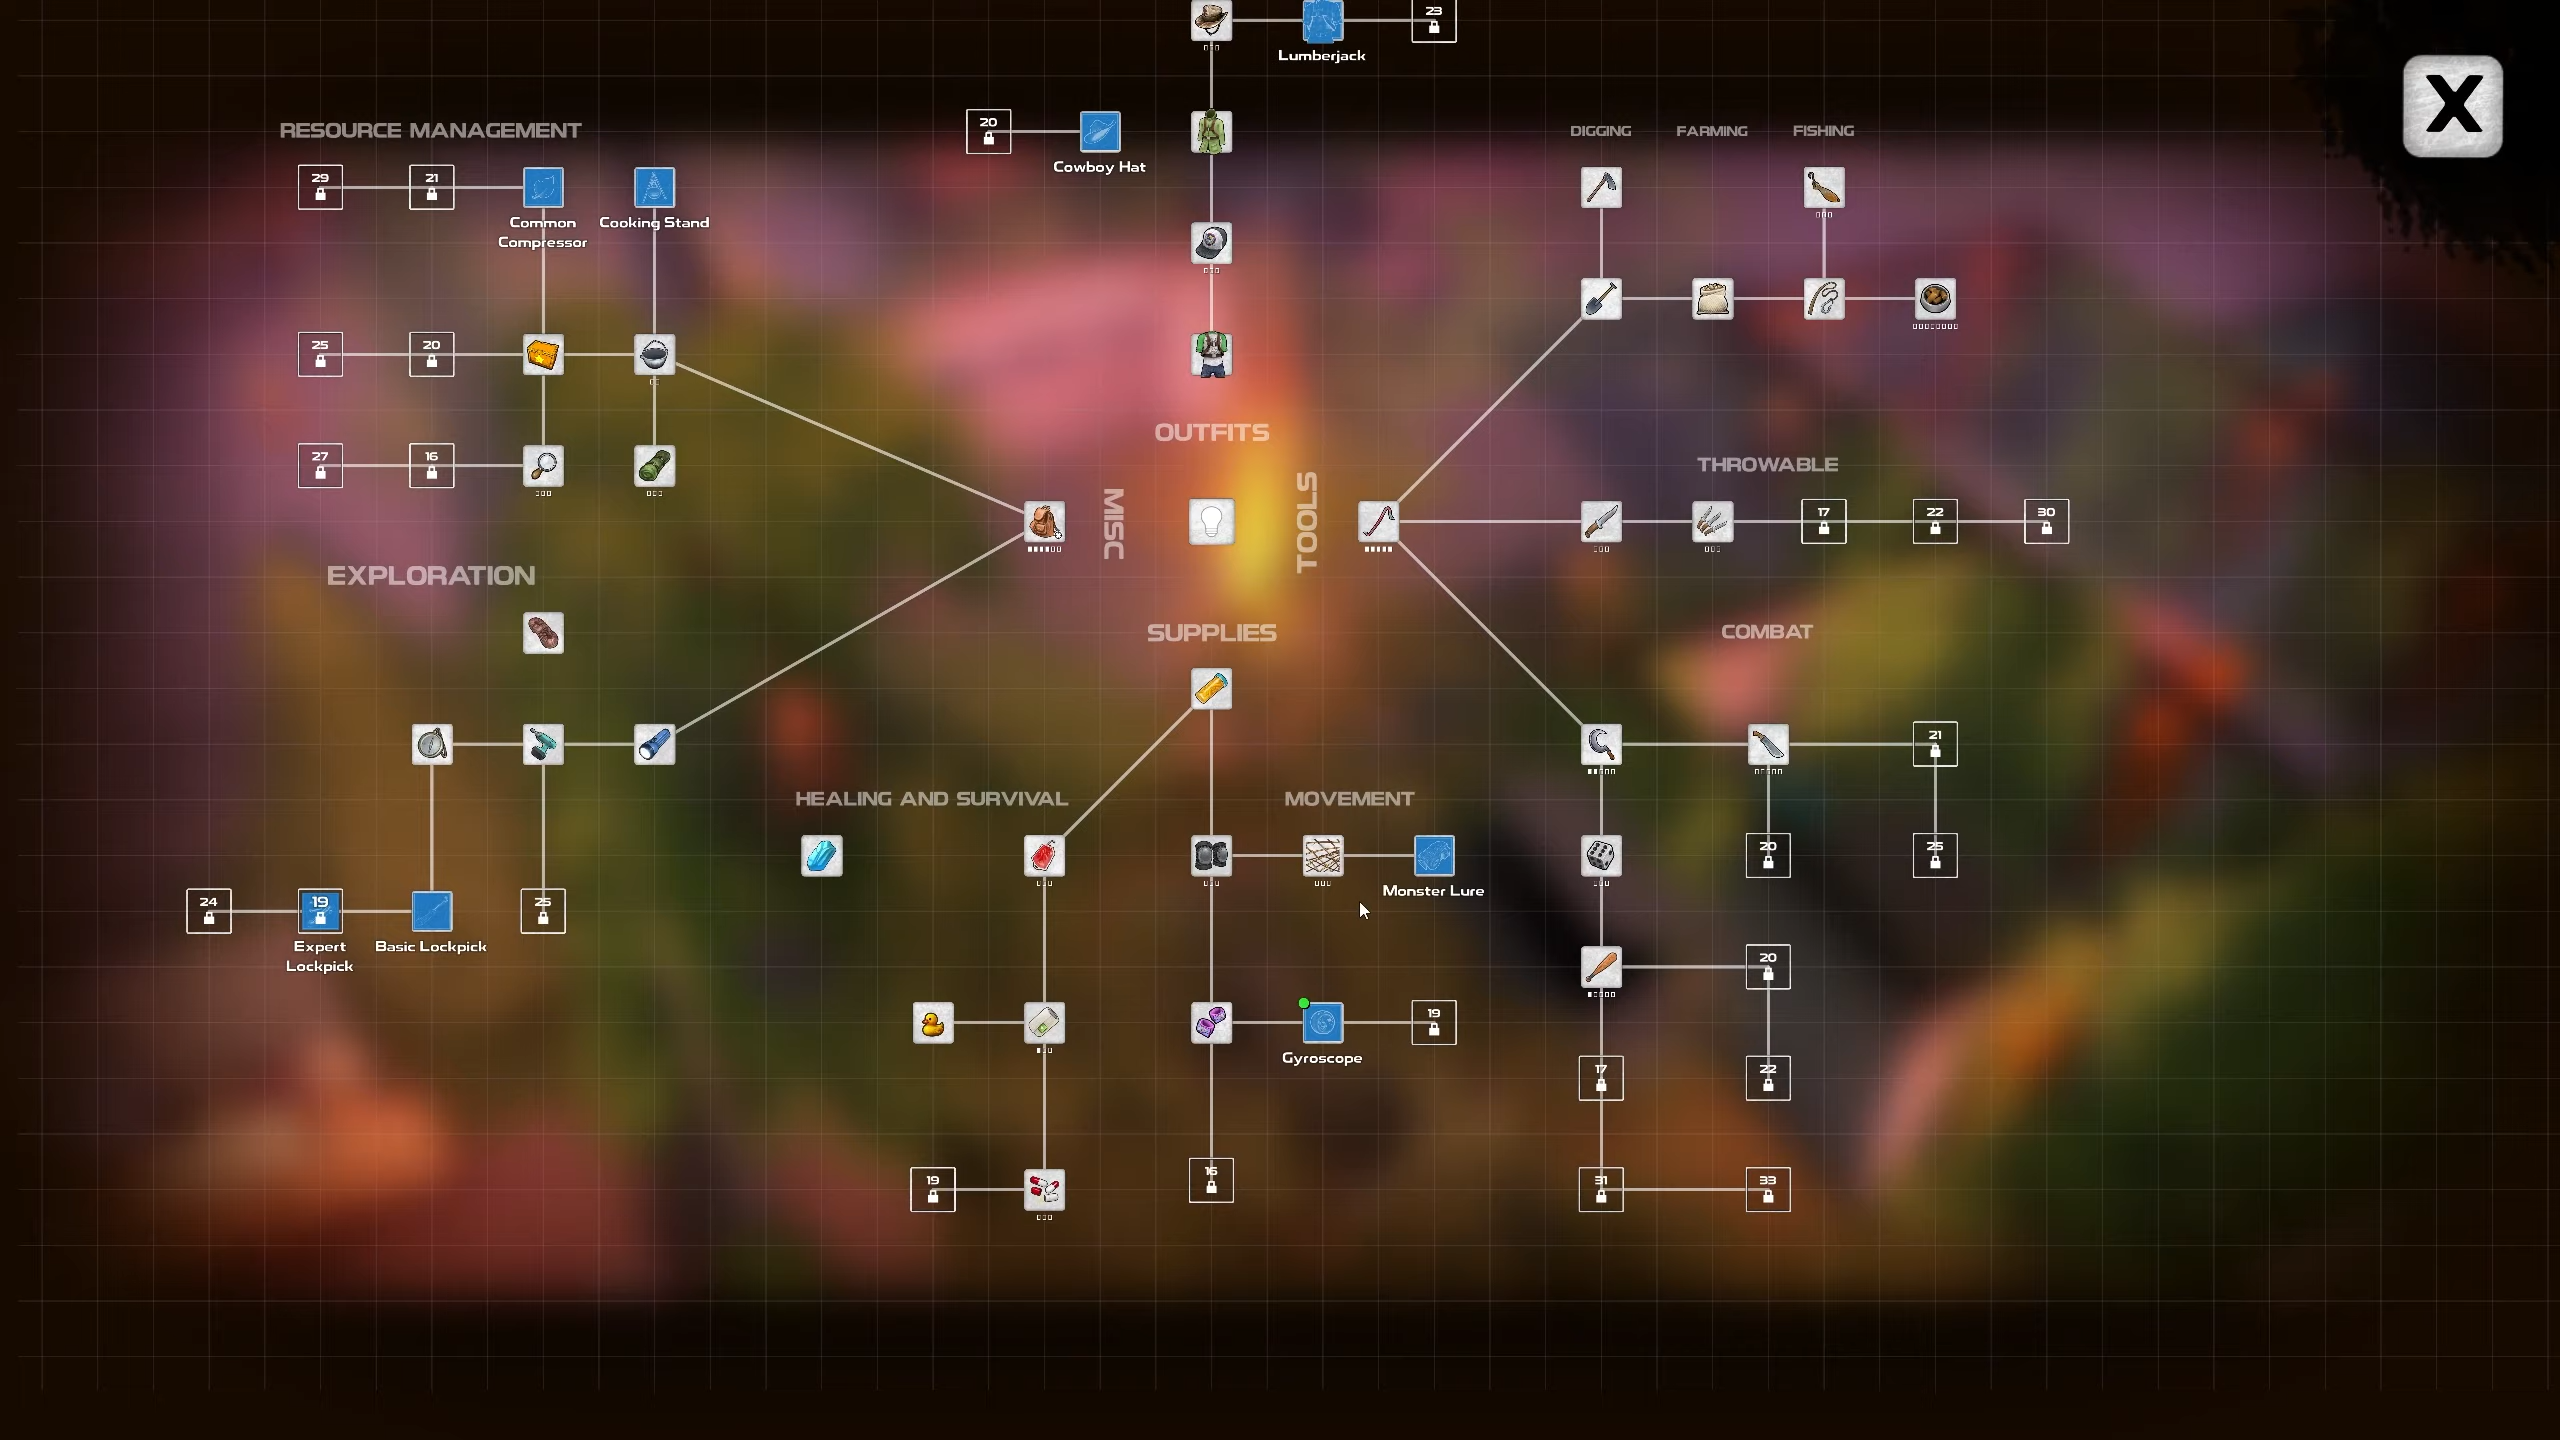 23
Lumberjack
X
20
Cowboy Hat
RESOURCE MANAGEMENT
29
21
Common
Compressor
Cooking Stand
25
20
27
16
DIGGING
FARMING
FISHING
OUTFITS
MISC
TOOLS
SUPPLIES
THROWABLE
17
22
30
EXPLORATION
24
19
Expert
Lockpick
Basic Lockpick
25
HEALING AND SURVIVAL
19
MOVEMENT
Monster Lure
Gyroscope
19
16
COMBAT
21
20
25
20
17
22
31
33